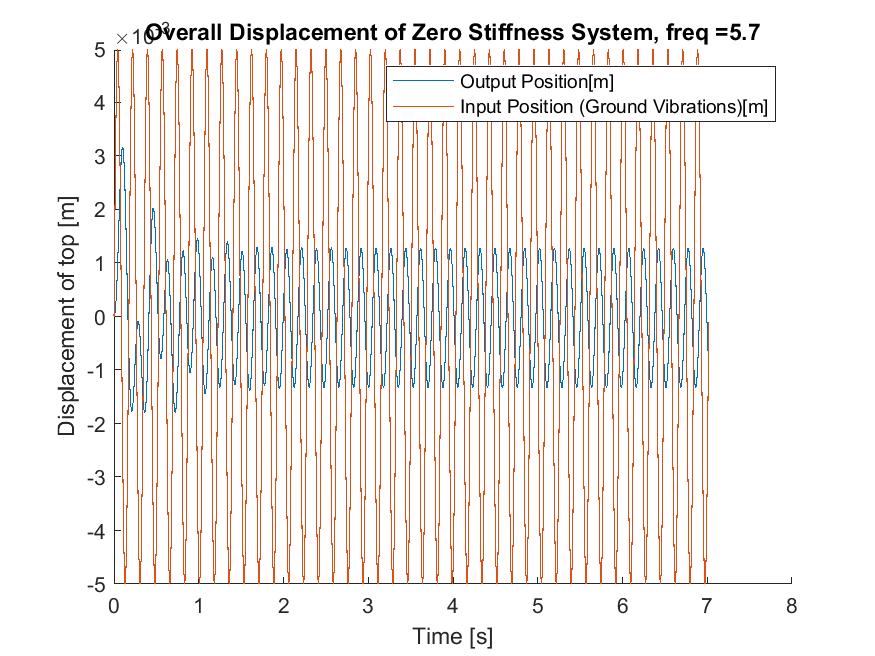 ×10-3
Overall Displacement of Zero Stiffness System, freq =5.7
Output Position[m]
Input Position (Ground Vibrations)[m]
Displacement of top [m]
5
4
3
2
1
0
-1
-2
-3
-4
-5
0 1 2 3 4 5 6 7 8
Time [s]